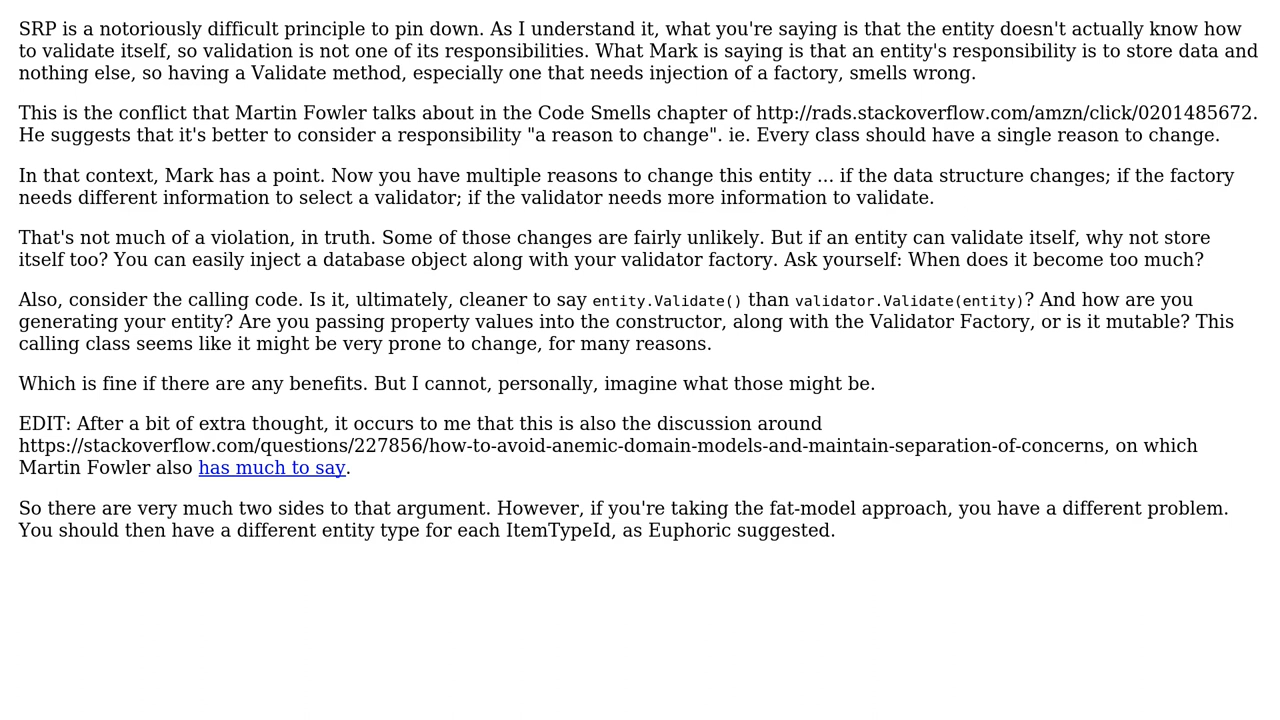 SRP is a notoriously difficult principle to pin down. As I understand it, what you're saying is that the entity doesn't actually know how
to validate itself, so validation is not one of its responsibilities. What Mark is saying is that an entity's responsibility is to store data and
nothing else, so having a Validate method, especially one that needs injection of a factory, smells wrong.
This is the conflict that Martin Fowler talks about in the Code Smells chapter of http://rads.stackoverflow.com/amzn/click/0201485672.
He suggests that it's better to consider a responsibility "a reason to change". ie. Every class should have a single reason to change.
In that context, Mark has a point. Now you have multiple reasons to change this entity ... if the data structure changes; if the factory
needs different information to select a validator; if the validator needs more information to validate.
That's not much of a violation, in truth. Some of those changes are fairly unlikely. But if an entity can validate itself, why not store
itself too? You can easily inject a database object along with your validator factory. Ask yourself: When does it become too much?
Also, consider the calling code. Is it, ultimately, cleaner to say entity.Validate() than validator.Validate(entity)? And how are you
generating your entity? Are you passing property values into the constructor, along with the Validator Factory, or is it mutable? This
calling class seems like it might be very prone to change, for many reasons.
Which is fine if there are any benefits. But I cannot, personally, imagine what those might be.
EDIT: After a bit of extra thought, it occurs to me that this is also the discussion around
https://stackoverflow.com/questions/227856/how-to-avoid-anemic-domain-models-and-maintain-separation-of-concerns, on which
Martin Fowler also has much to say.
So there are very much two sides to that argument. However, if you're taking the fat-model approach, you have a different problem.
You should then have a different entity type for each ItemTypeId, as Euphoric suggested.